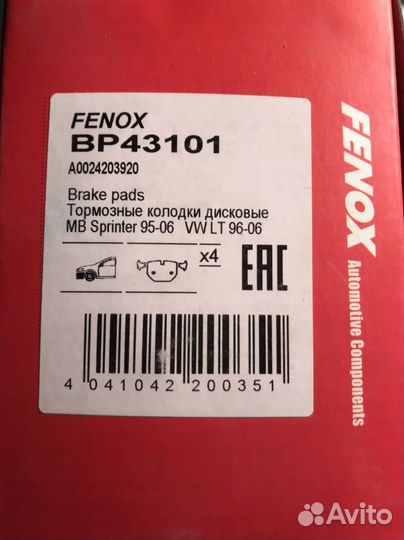 FENOX
BP43101
A0024203920
Brake pads
Тормозные колодки дисковые
MB Sprinter 95-06 VW LT 96-06
x4
EAC
4 041042 200351
FENOX
Automotive Components
Avito